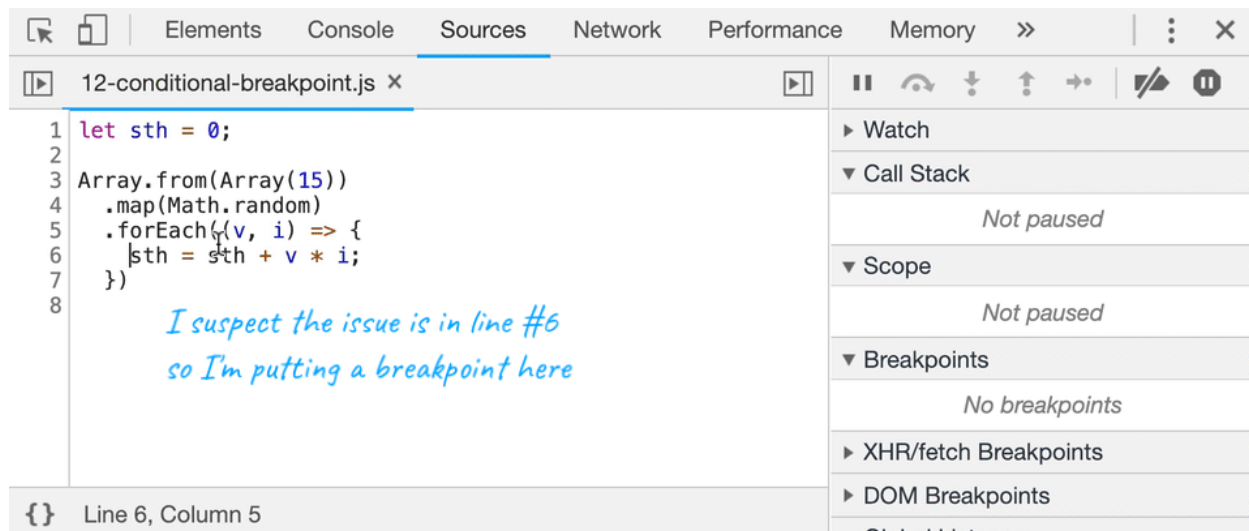 Elements Console Sources Network Performance Memory »
12-conditional-breakpoint.js ×
1 let sth = 0;
2
3 Array.from(Array(15))
4 .map(Math.random)
5 .forEach((v, i) => {
6 sth = sth + v * i;
7 })
8
I suspect the issue is in line #6
so I'm putting a breakpoint here
{} Line 6, Column 5
Watch
Call Stack
Not paused
Scope
Not paused
Breakpoints
No breakpoints
XHR/fetch Breakpoints
DOM Breakpoints